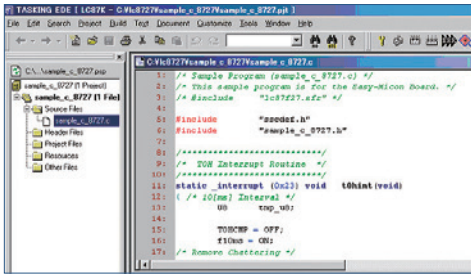 TASKING EDE [ LC87K - C:\lc8727\sample_c_8727.pjt ]
File Edit Search Project Build Text Document Customize Tools Window Help
C:\...\sample_c_8727.psp
sample_c_8727 (1 Project)
sample_c_8727 (1 File)
Source Files
sample_c_8727.c
Header Files
Project Files
Resources
Other Files
C:\lc8727\sample_c_8727\sample_c_8727.c
1: /* Sample Program (sample_c_8727.c) */
2: /* This sample program is for the Easy-Micon Board. */
3: /* #include "lc87f27.sfr" */
4:
5: #include
6: #include "sample_c_8727.h"
7:
8: /*************************/
9: /* TOH Interrupt Routine */
10: /*************************/
11: static _interrupt (0x23) void t0hint(void)
12: { /* 10[ms] Interval */
13: U8 tmp_u8;
14:
15: TOHCMP = OFF;
16: f10ms = ON;
17: /* Remove Chattering */